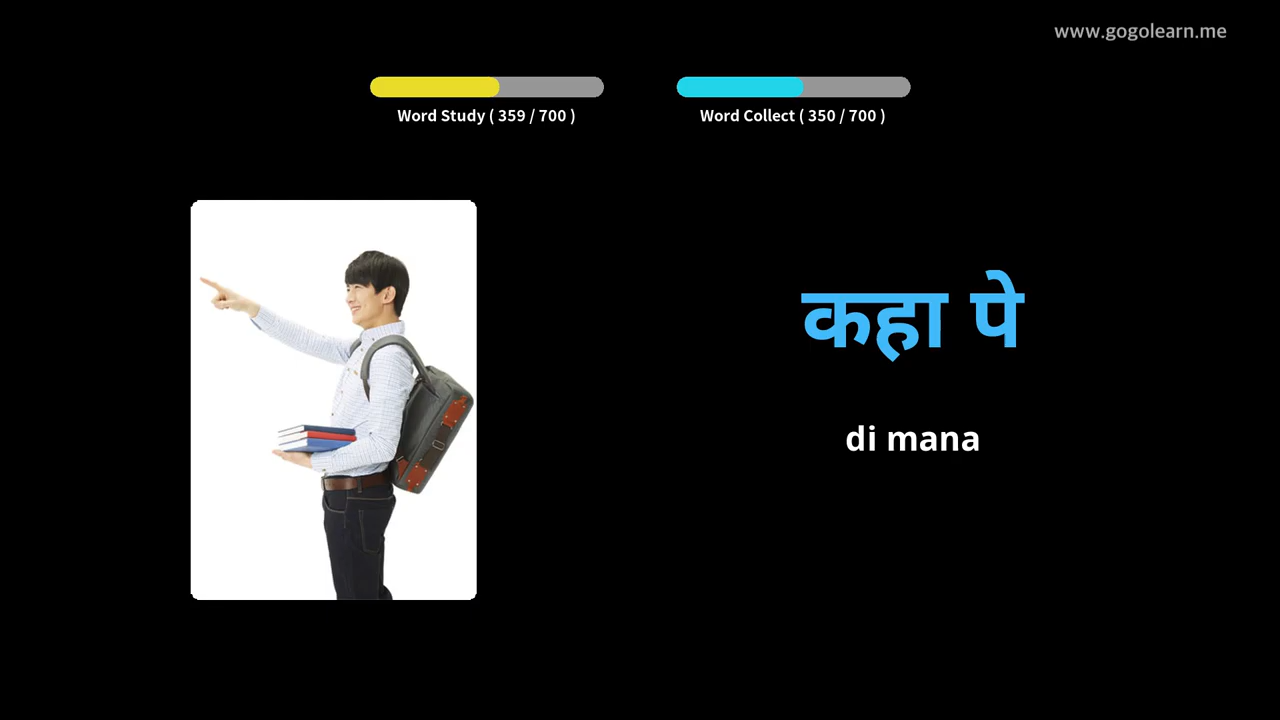 www.gogolearn.me
Word Study ( 359 / 700 )
Word Collect ( 350 / 700 )
कहा पे
di mana